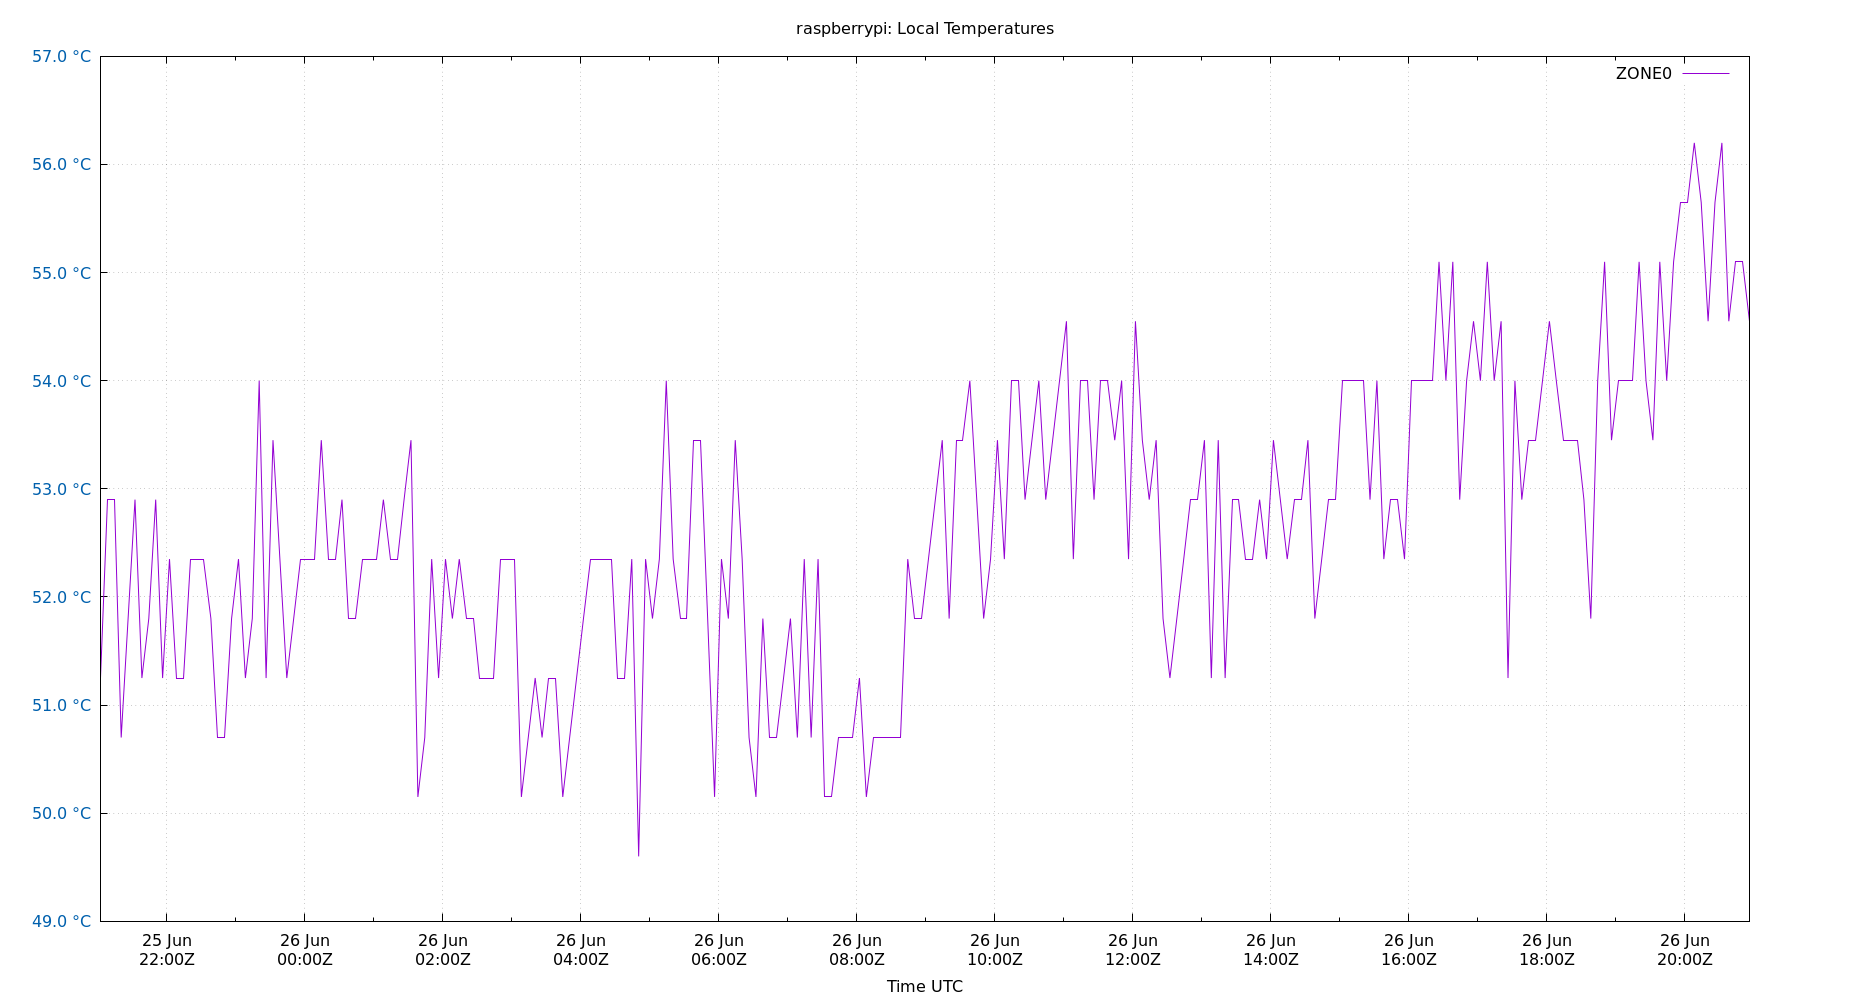 raspberrypi: Local Temperatures
57.0 °C
56.0 °C
55.0 °C
54.0 °C
53.0 °C
52.0 °C
51.0 °C
50.0 °C
49.0 °C
ZONE0
25 Jun 22:00Z
26 Jun 00:00Z
26 Jun 02:00Z
26 Jun 04:00Z
26 Jun 06:00Z
26 Jun 08:00Z
26 Jun 10:00Z
26 Jun 12:00Z
26 Jun 14:00Z
26 Jun 16:00Z
26 Jun 18:00Z
26 Jun 20:00Z
Time UTC